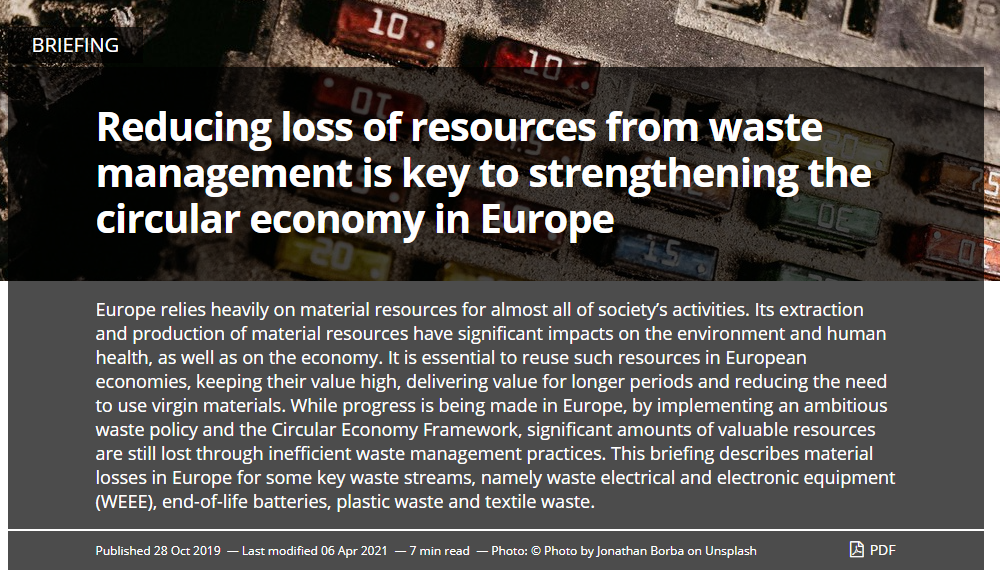 BRIEFING
10
10
10
20
15
30
75
10
Reducing loss of resources from waste
management is key to strengthening the
circular economy in Europe
Europe relies heavily on material resources for almost all of society’s activities. Its extraction
and production of material resources have significant impacts on the environment and human
health, as well as on the economy. It is essential to reuse such resources in European
economies, keeping their value high, delivering value for longer periods and reducing the need
to use virgin materials. While progress is being made in Europe, by implementing an ambitious
waste policy and the Circular Economy Framework, significant amounts of valuable resources
are still lost through inefficient waste management practices. This briefing describes material
losses in Europe for some key waste streams, namely waste electrical and electronic equipment
(WEEE), end-of-life batteries, plastic waste and textile waste.
Published 28 Oct 2019 — Last modified 06 Apr 2021 — 7 min read — Photo: © Photo by Jonathan Borba on Unsplash
PDF